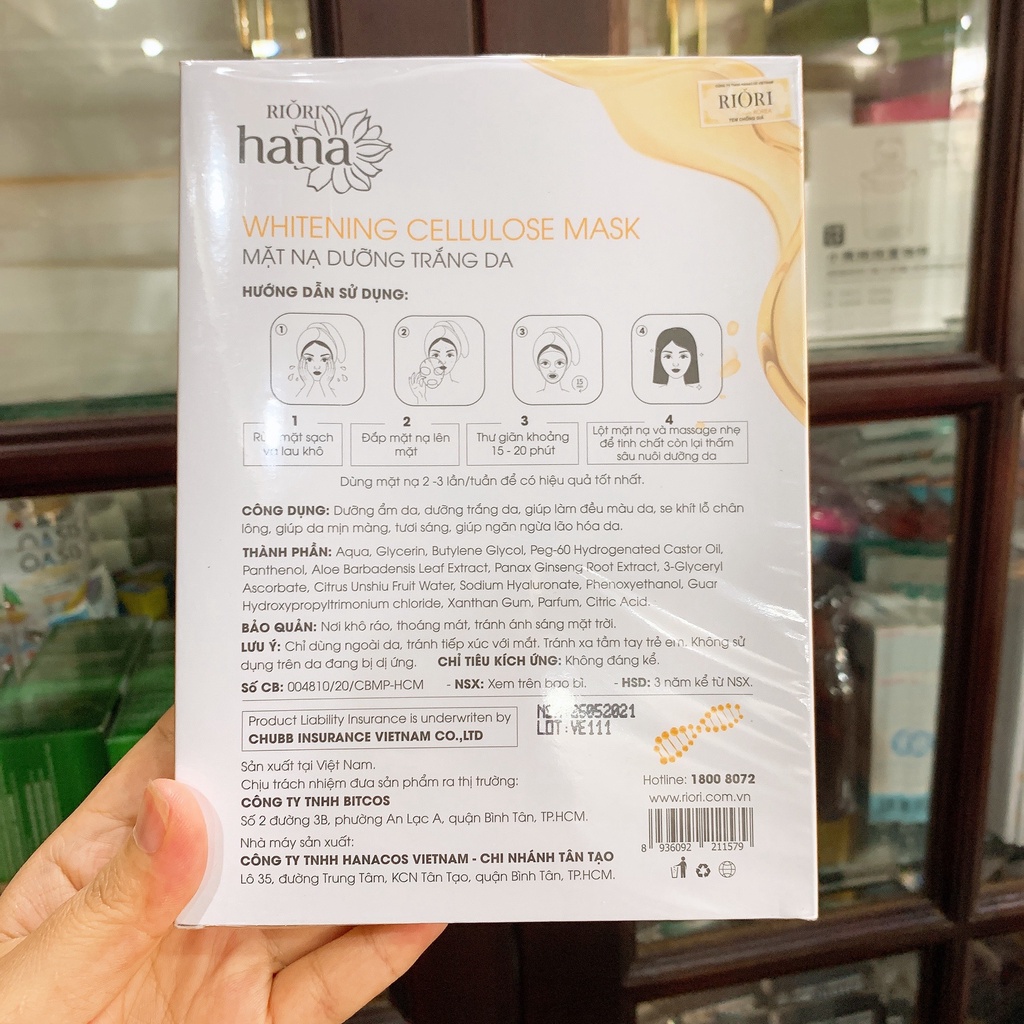 RIŎRI
hana
RIŎRI
TEM CHỐNG GIẢ
WHITENING CELLULOSE MASK
MẶT NẠ DƯỠNG TRẮNG DA
HƯỚNG DẪN SỬ DỤNG:
1
2
3
4
15
1
2
3
4
mặt sạch
lau khô
Đắp mặt nạ lên
mặt
Thư giãn khoảng
15 - 20 phút
Lột mặt nạ và massage nhẹ
để tinh chất còn lại thấm
sâu nuôi dưỡng da
Dùng mặt nạ 2 -3 lần/tuần để có hiệu quả tốt nhất.
CÔNG DỤNG: Dưỡng ẩm da, dưỡng trắng da, giúp làm đều màu da, se khít lỗ chân
lông, giúp da mịn màng, tươi sáng, giúp ngăn ngừa lão hóa da.
THÀNH PHẦN: Aqua, Glycerin, Butylene Glycol, Peg-60 Hydrogenated Castor Oil,
Panthenol, Aloe Barbadensis Leaf Extract, Panax Ginseng Root Extract, 3-Glyceryl
Ascorbate, Citrus Unshiu Fruit Water, Sodium Hyaluronate, Phenoxyethanol, Guar
Hydroxypropyltrimonium chloride, Xanthan Gum, Parfum, Citric Acid.
BẢO QUẢN: Nơi khô ráo, thoáng mát, tránh ánh sáng mặt trời.
LƯU Ý: Chỉ dùng ngoài da, tránh tiếp xúc với mắt. Tránh xa tầm tay trẻ em. Không sử
dụng trên da đang bị dị ứng. CHỈ TIÊU KÍCH ỨNG: Không đáng kể.
Số CB: 004810/20/CBMP-HCM - NSX: Xem trên bao bì. - HSD: 3 năm kể từ NSX.
Product Liability Insurance is underwriten by
CHUBB INSURANCE VIETNAM CO.,LTD
26052021
LOT:VE111
Sản xuất tại Việt Nam.
Chịu trách nhiệm đưa sản phẩm ra thị trường:
CÔNG TY TNHH BITCOS
Số 2 đường 3B, phường An Lạc A, quận Bình Tân, TP.HCM.
Nhà máy sản xuất:
CÔNG TY TNHH HANACOS VIETNAM - CHI NHÁNH TÂN TẠO
Lô 35, đường Trung Tâm, KCN Tân Tạo, quận Bình Tân, TP.HCM.
Hotline: 1800 8072
www.riori.com.vn
8 936092 211579